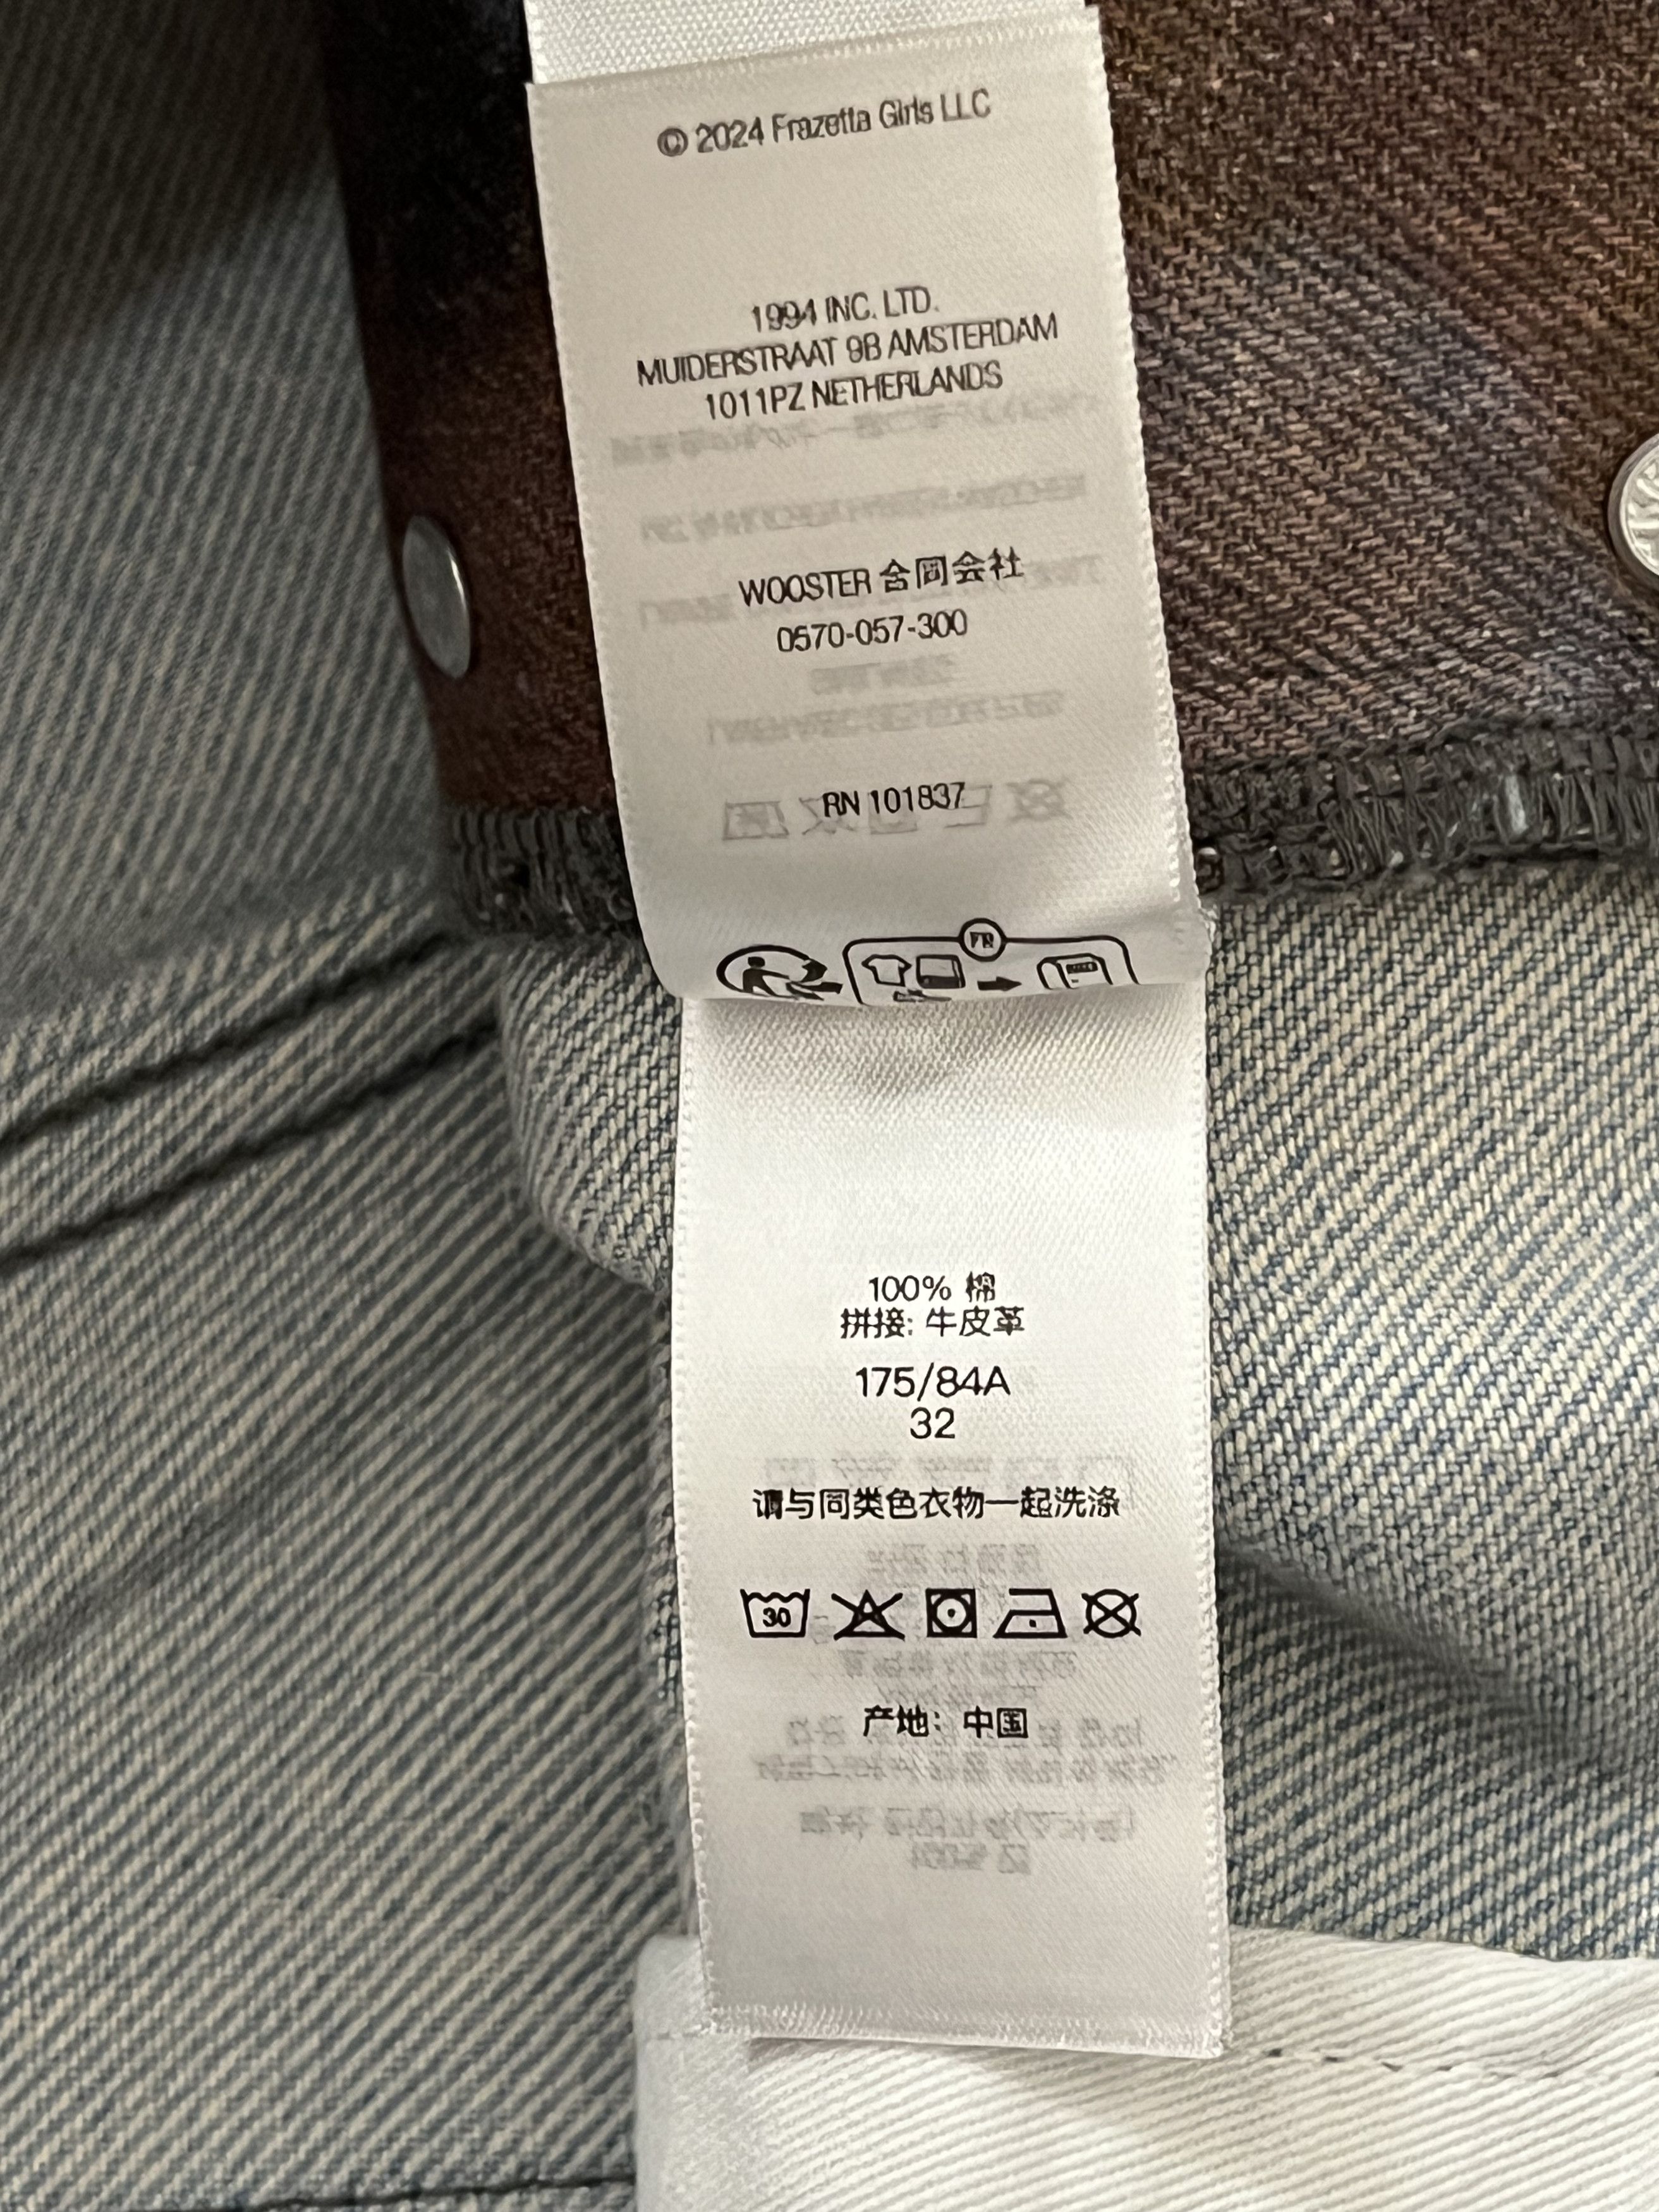 © 2024 Frazetta Girls LLC
1994 INC. LTD.
MUIDERSTRAAT 9B AMSTERDAM
1011PZ NETHERLANDS
WOOSTER 合同会社
0570-057-300
RN 101837
FR
100% 棉
拼接: 牛皮革
175/84A
32
请与同类色衣物一起洗涤
30
产地: 中国